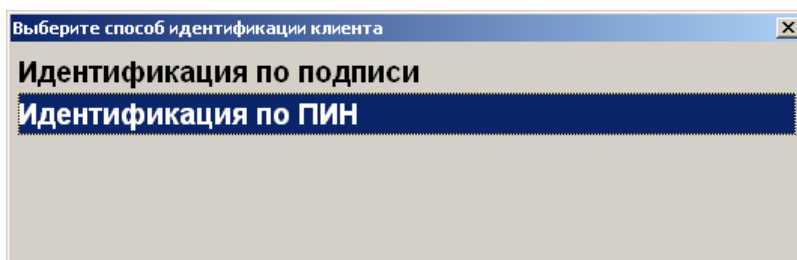 Выберите способ идентификации клиента
Идентификация по подписи
Идентификация по ПИН